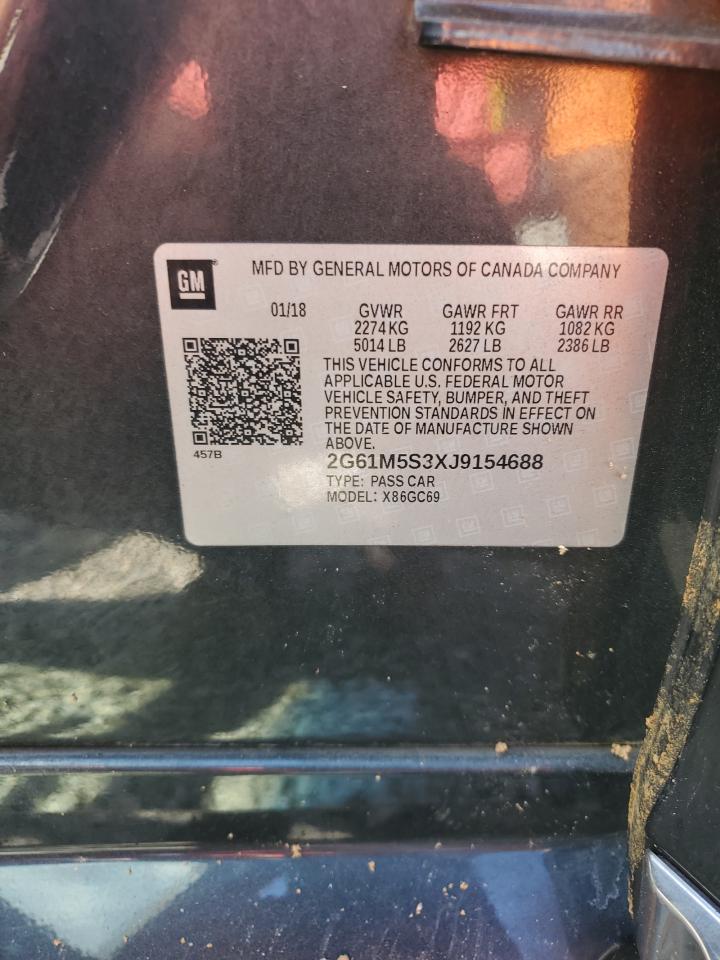 GM
MFD BY GENERAL MOTORS OF CANADA COMPANY
01/18 GVWR GAWR FRT GAWR RR
2274 KG 1192 KG 1082 KG
5014 LB 2627 LB 2386 LB
THIS VEHICLE CONFORMS TO ALL
APPLICABLE U.S. FEDERAL MOTOR
VEHICLE SAFETY, BUMPER, AND THEFT
PREVENTION STANDARDS IN EFFECT ON
THE DATE OF MANUFACTURE SHOWN
ABOVE.
457B
2G61M5S3XJ9154688
TYPE: PASS CAR
MODEL: X86GC69